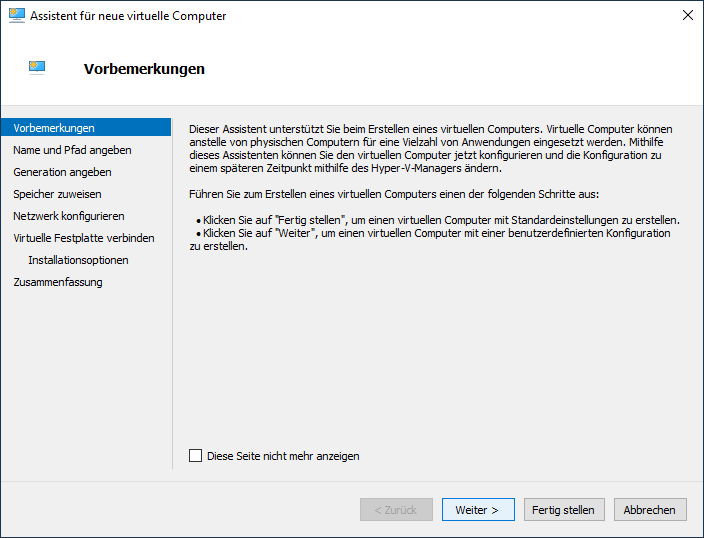 Assistent für neue virtuelle Computer
Vorbemerkungen
Vorbemerkungen
Name und Pfad angeben
Generation angeben
Speicher zuweisen
Netzwerk konfigurieren
Virtuelle Festplatte verbinden
Installationsoptionen
Zusammenfassung
Dieser Assistent unterstützt Sie beim Erstellen eines virtuellen Computers. Virtuelle Computer können
anstelle von physischen Computern für eine Vielzahl von Anwendungen eingesetzt werden. Mithilfe
dieses Assistenten können Sie den virtuellen Computer jetzt konfigurieren und die Konfiguration zu
einem späteren Zeitpunkt mithilfe des Hyper-V-Managers ändern.
Führen Sie zum Erstellen eines virtuellen Computers einen der folgenden Schritte aus:
• Klicken Sie auf "Fertig stellen", um einen virtuellen Computer mit Standardeinstellungen zu erstellen.
• Klicken Sie auf "Weiter", um einen virtuellen Computer mit einer benutzerdefinierten Konfiguration
zu erstellen.
Diese Seite nicht mehr anzeigen
< Zurück
Weiter >
Fertig stellen
Abbrechen